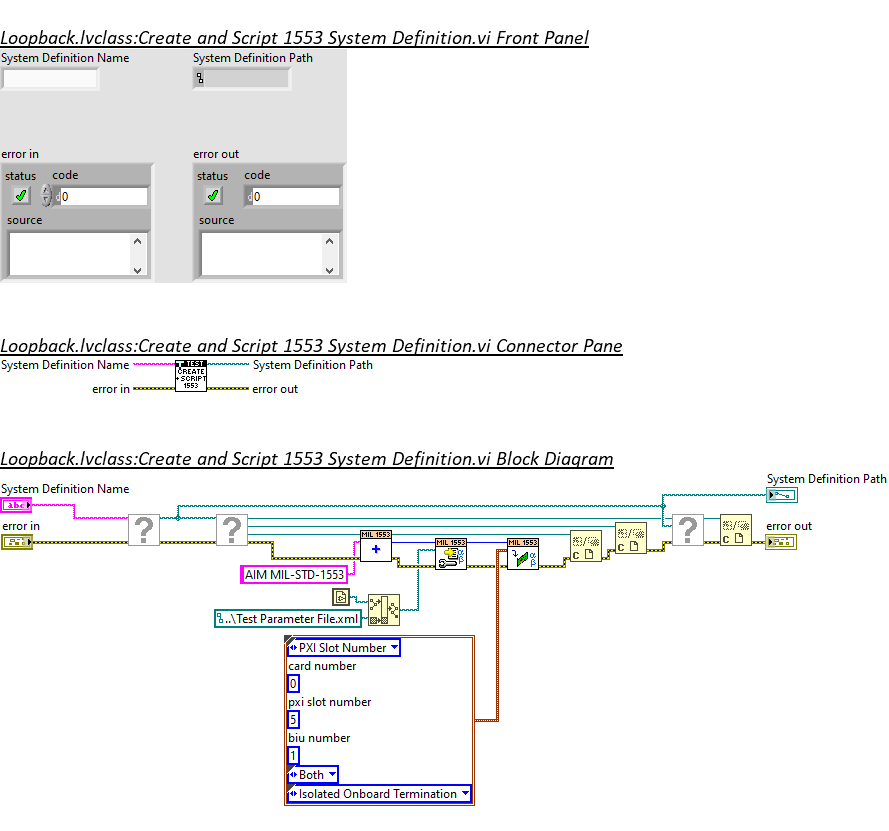 Loopback.lvclass:Create and Script 1553 System Definition.vi Front Panel
System Definition Name System Definition Path
error in error out
status code status code
d0 d0
source source
Loopback.lvclass:Create and Script 1553 System Definition.vi Connector Pane
System Definition Name TEST System Definition Path
CREATE
+ SCRIPT
error in 1553 error out
Loopback.lvclass:Create and Script 1553 System Definition.vi Block Diagram
System Definition Path
System Definition Name
abc
error in ? ? ? error out
MIL 1553 MIL 1553 MIL 1553
C C C
AIM MIL-STD-1553
..\Test Parameter File.xml
PXI Slot Number
card number
0
pxi slot number
5
biu number
1
Both
Isolated Onboard Termination